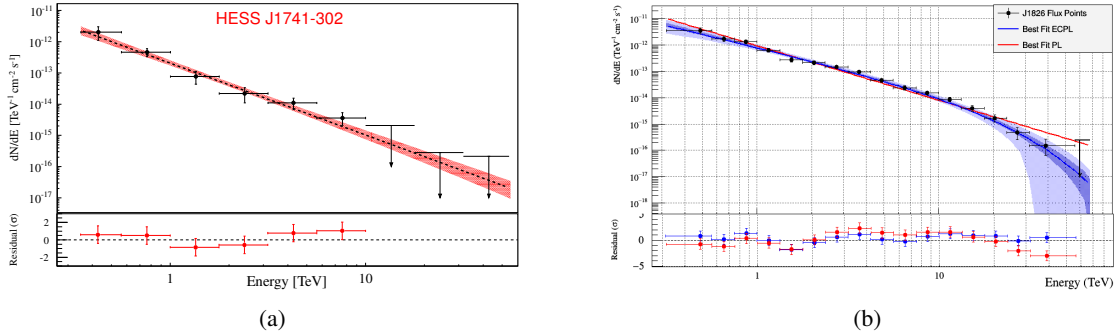 HESS J1741-302
dN/dE [TeV⁻¹ cm⁻² s⁻¹]
10⁻¹¹
10⁻¹²
10⁻¹³
10⁻¹⁴
10⁻¹⁵
10⁻¹⁶
10⁻¹⁷
Residual (σ)
2
0
-2
1
10
Energy [TeV]
(a)
J1826 Flux Points
Best Fit ECPL
Best Fit PL
dN/dE (TeV⁻¹ cm⁻² s⁻¹)
10⁻¹¹
10⁻¹²
10⁻¹³
10⁻¹⁴
10⁻¹⁵
10⁻¹⁶
10⁻¹⁷
10⁻¹⁸
Residual (σ)
5
0
−5
1
10
Energy (TeV)
(b)